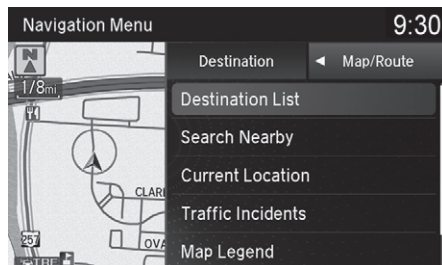 Navigation Menu 9:30
N
Destination ◄ Map/Route
1/8mi
Destination List
Search Nearby
Current Location
CLAR
Traffic Incidents
257
OVA
Map Legend